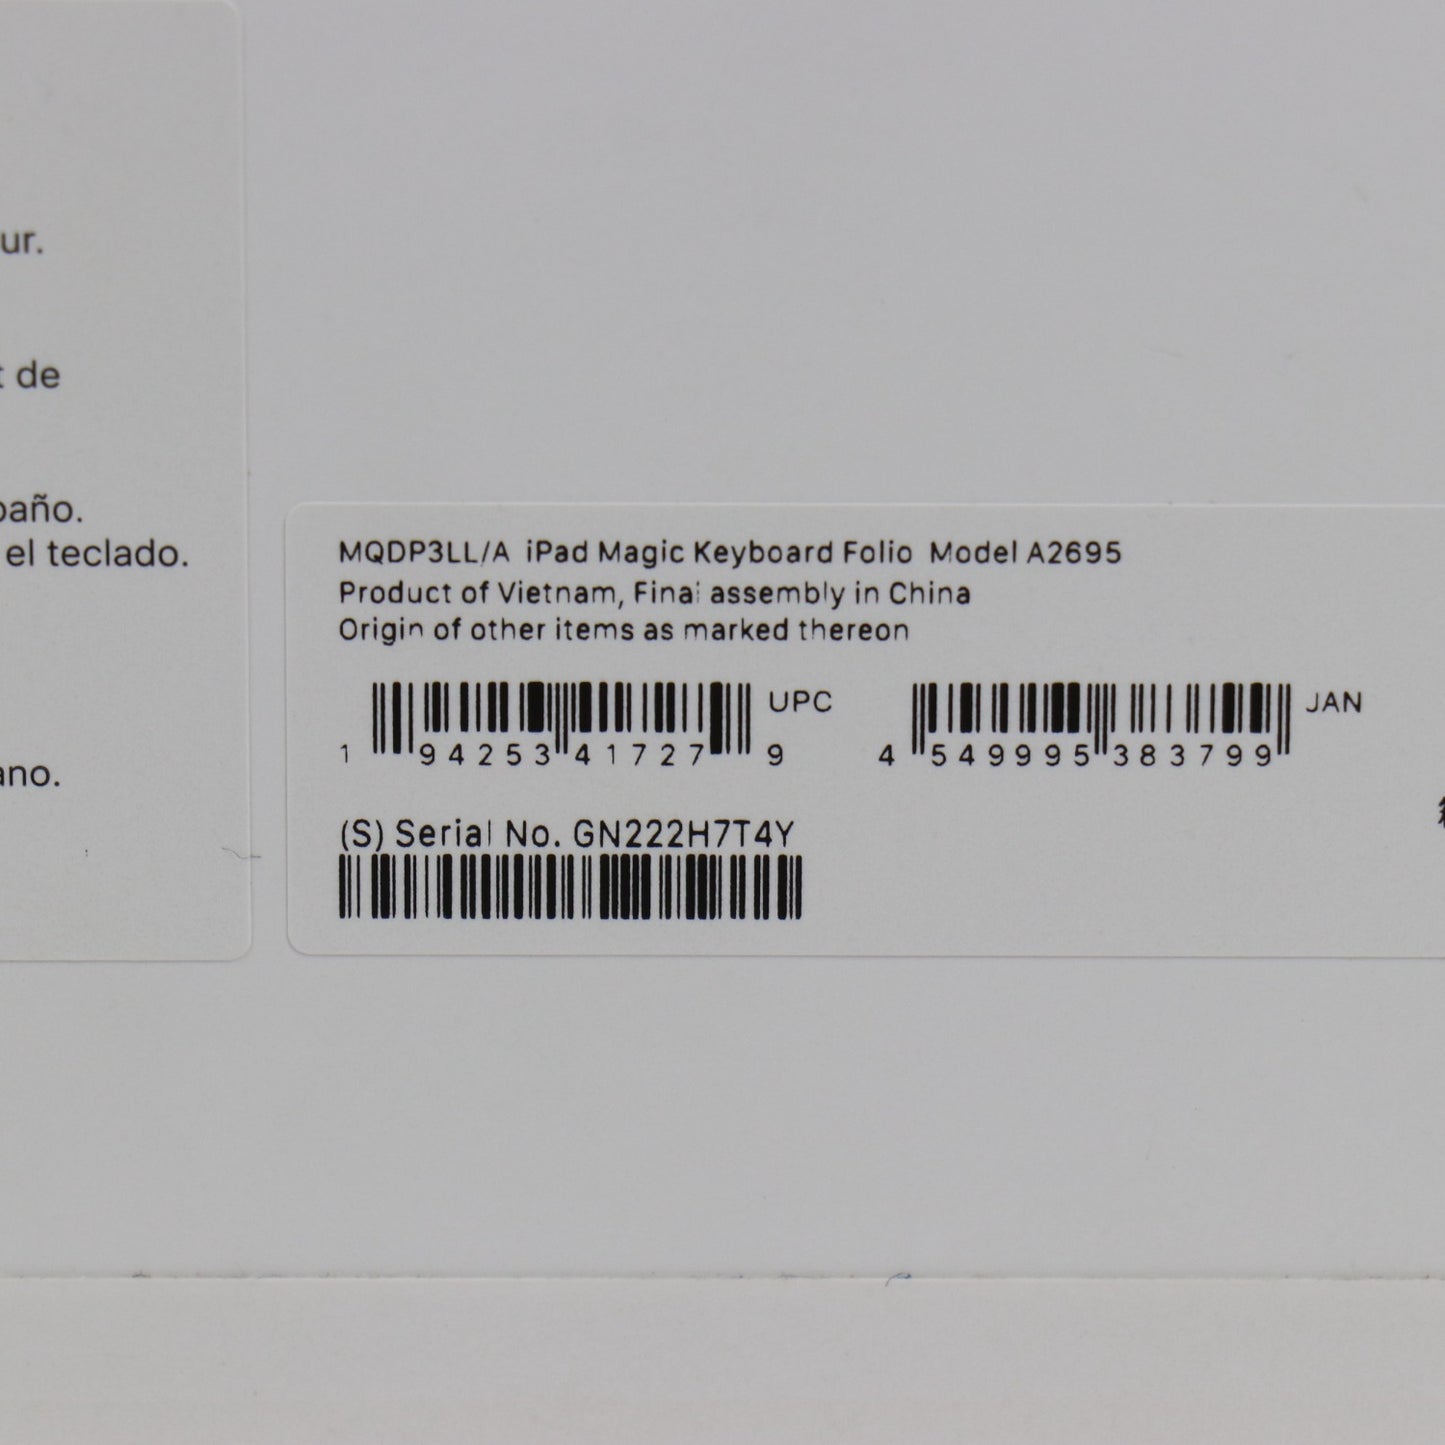 ur.
t de
paño.
el teclado.
ano.
MQDP3LL/A iPad Magic Keyboard Folio Model A2695
Product of Vietnam, Final assembly in China
Origin of other items as marked thereon
1 94253 41727 9 UPC
4 549995 383799 JAN
(S) Serial No. GN222H7T4Y